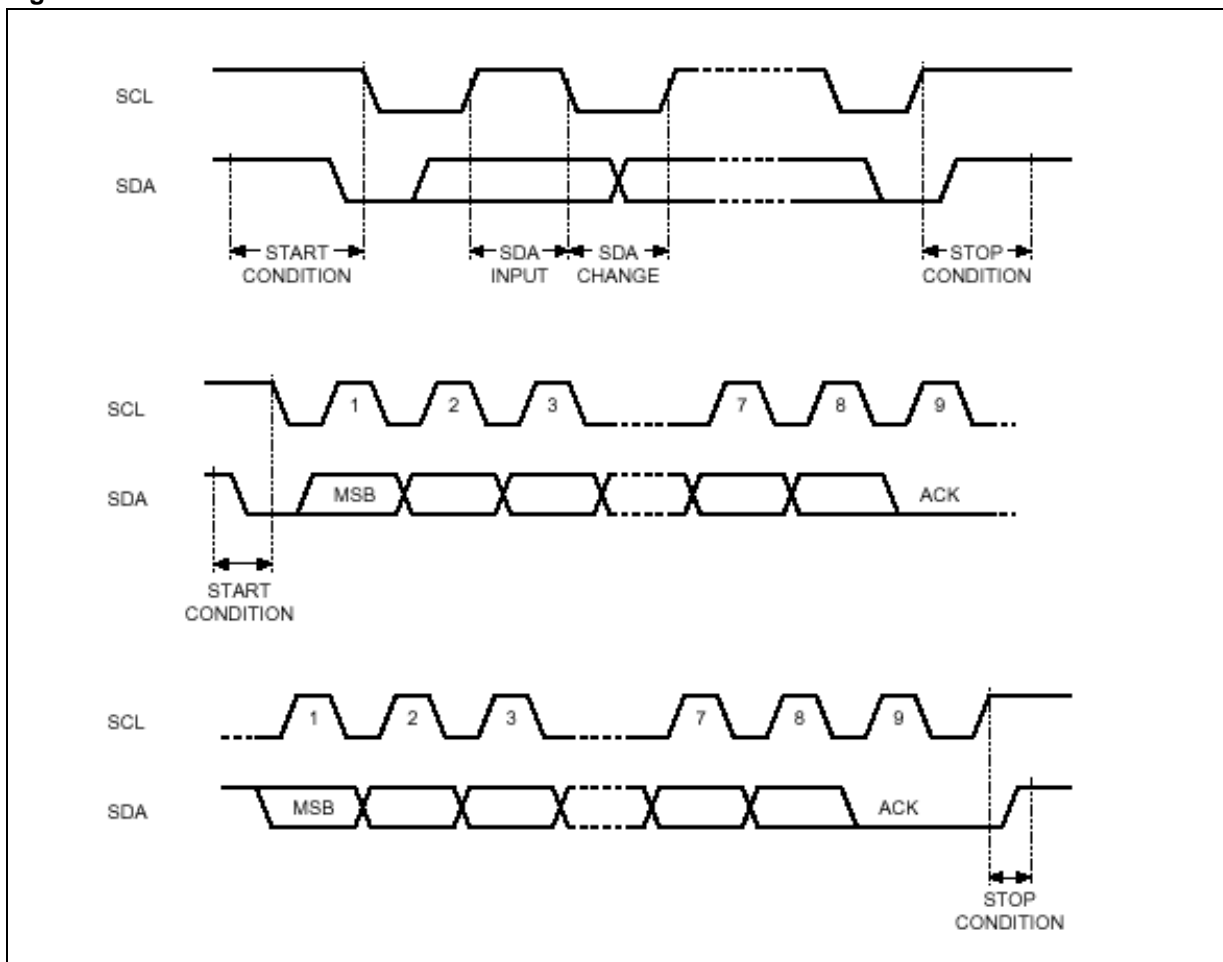 SCL
SDA
START
CONDITION
SDA
INPUT
SDA
CHANGE
STOP
CONDITION
SCL
1 2 3 7 8 9
SDA
MSB ACK
START
CONDITION
SCL
1 2 3 7 8 9
SDA
MSB ACK
STOP
CONDITION